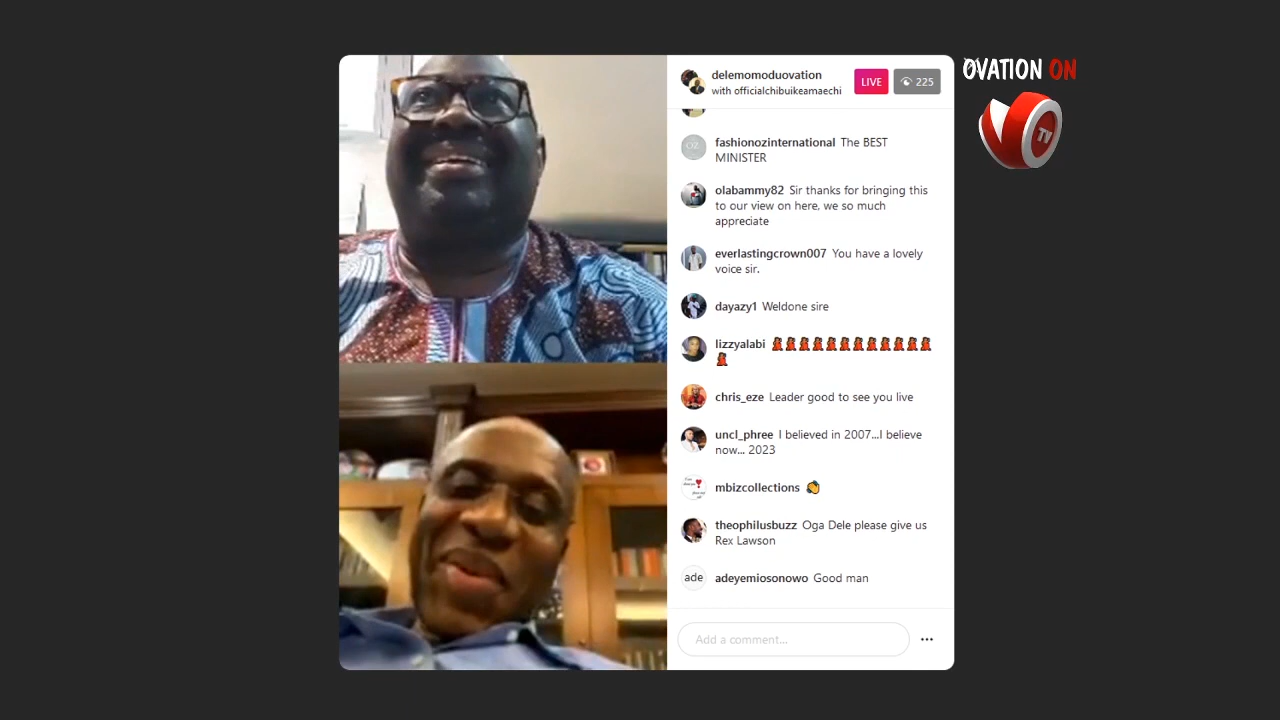 OVATION ON
TV
delemomoduovation
with officialchibuikeamaechi
LIVE
225
fashionozinternational The BEST
MINISTER
olabammy82 Sir thanks for bringing this
to our view on here, we so much
appreciate
everlastingcrown007 You have a lovely
voice sir.
dayazy1 Weldone sire
lizzyalabi
chris_eze Leader good to see you live
uncl_phree I believed in 2007...I believe
now... 2023
mbizcollections
theophilusbuzz Oga Dele please give us
Rex Lawson
ade
adeyemiosonowo Good man
Add a comment...